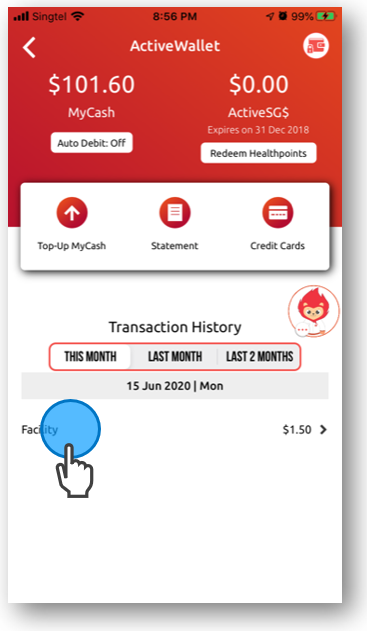 Singtel 8:56 PM 99%
ActiveWallet
$101.60 $0.00
MyCash ActiveSG$
Expires on 31 Dec 2018
Auto Debit: Off
Redeem Healthpoints
Top-Up MyCash Statement Credit Cards
Transaction History
THIS MONTH LAST MONTH LAST 2 MONTHS
15 Jun 2020 | Mon
Facility $1.50